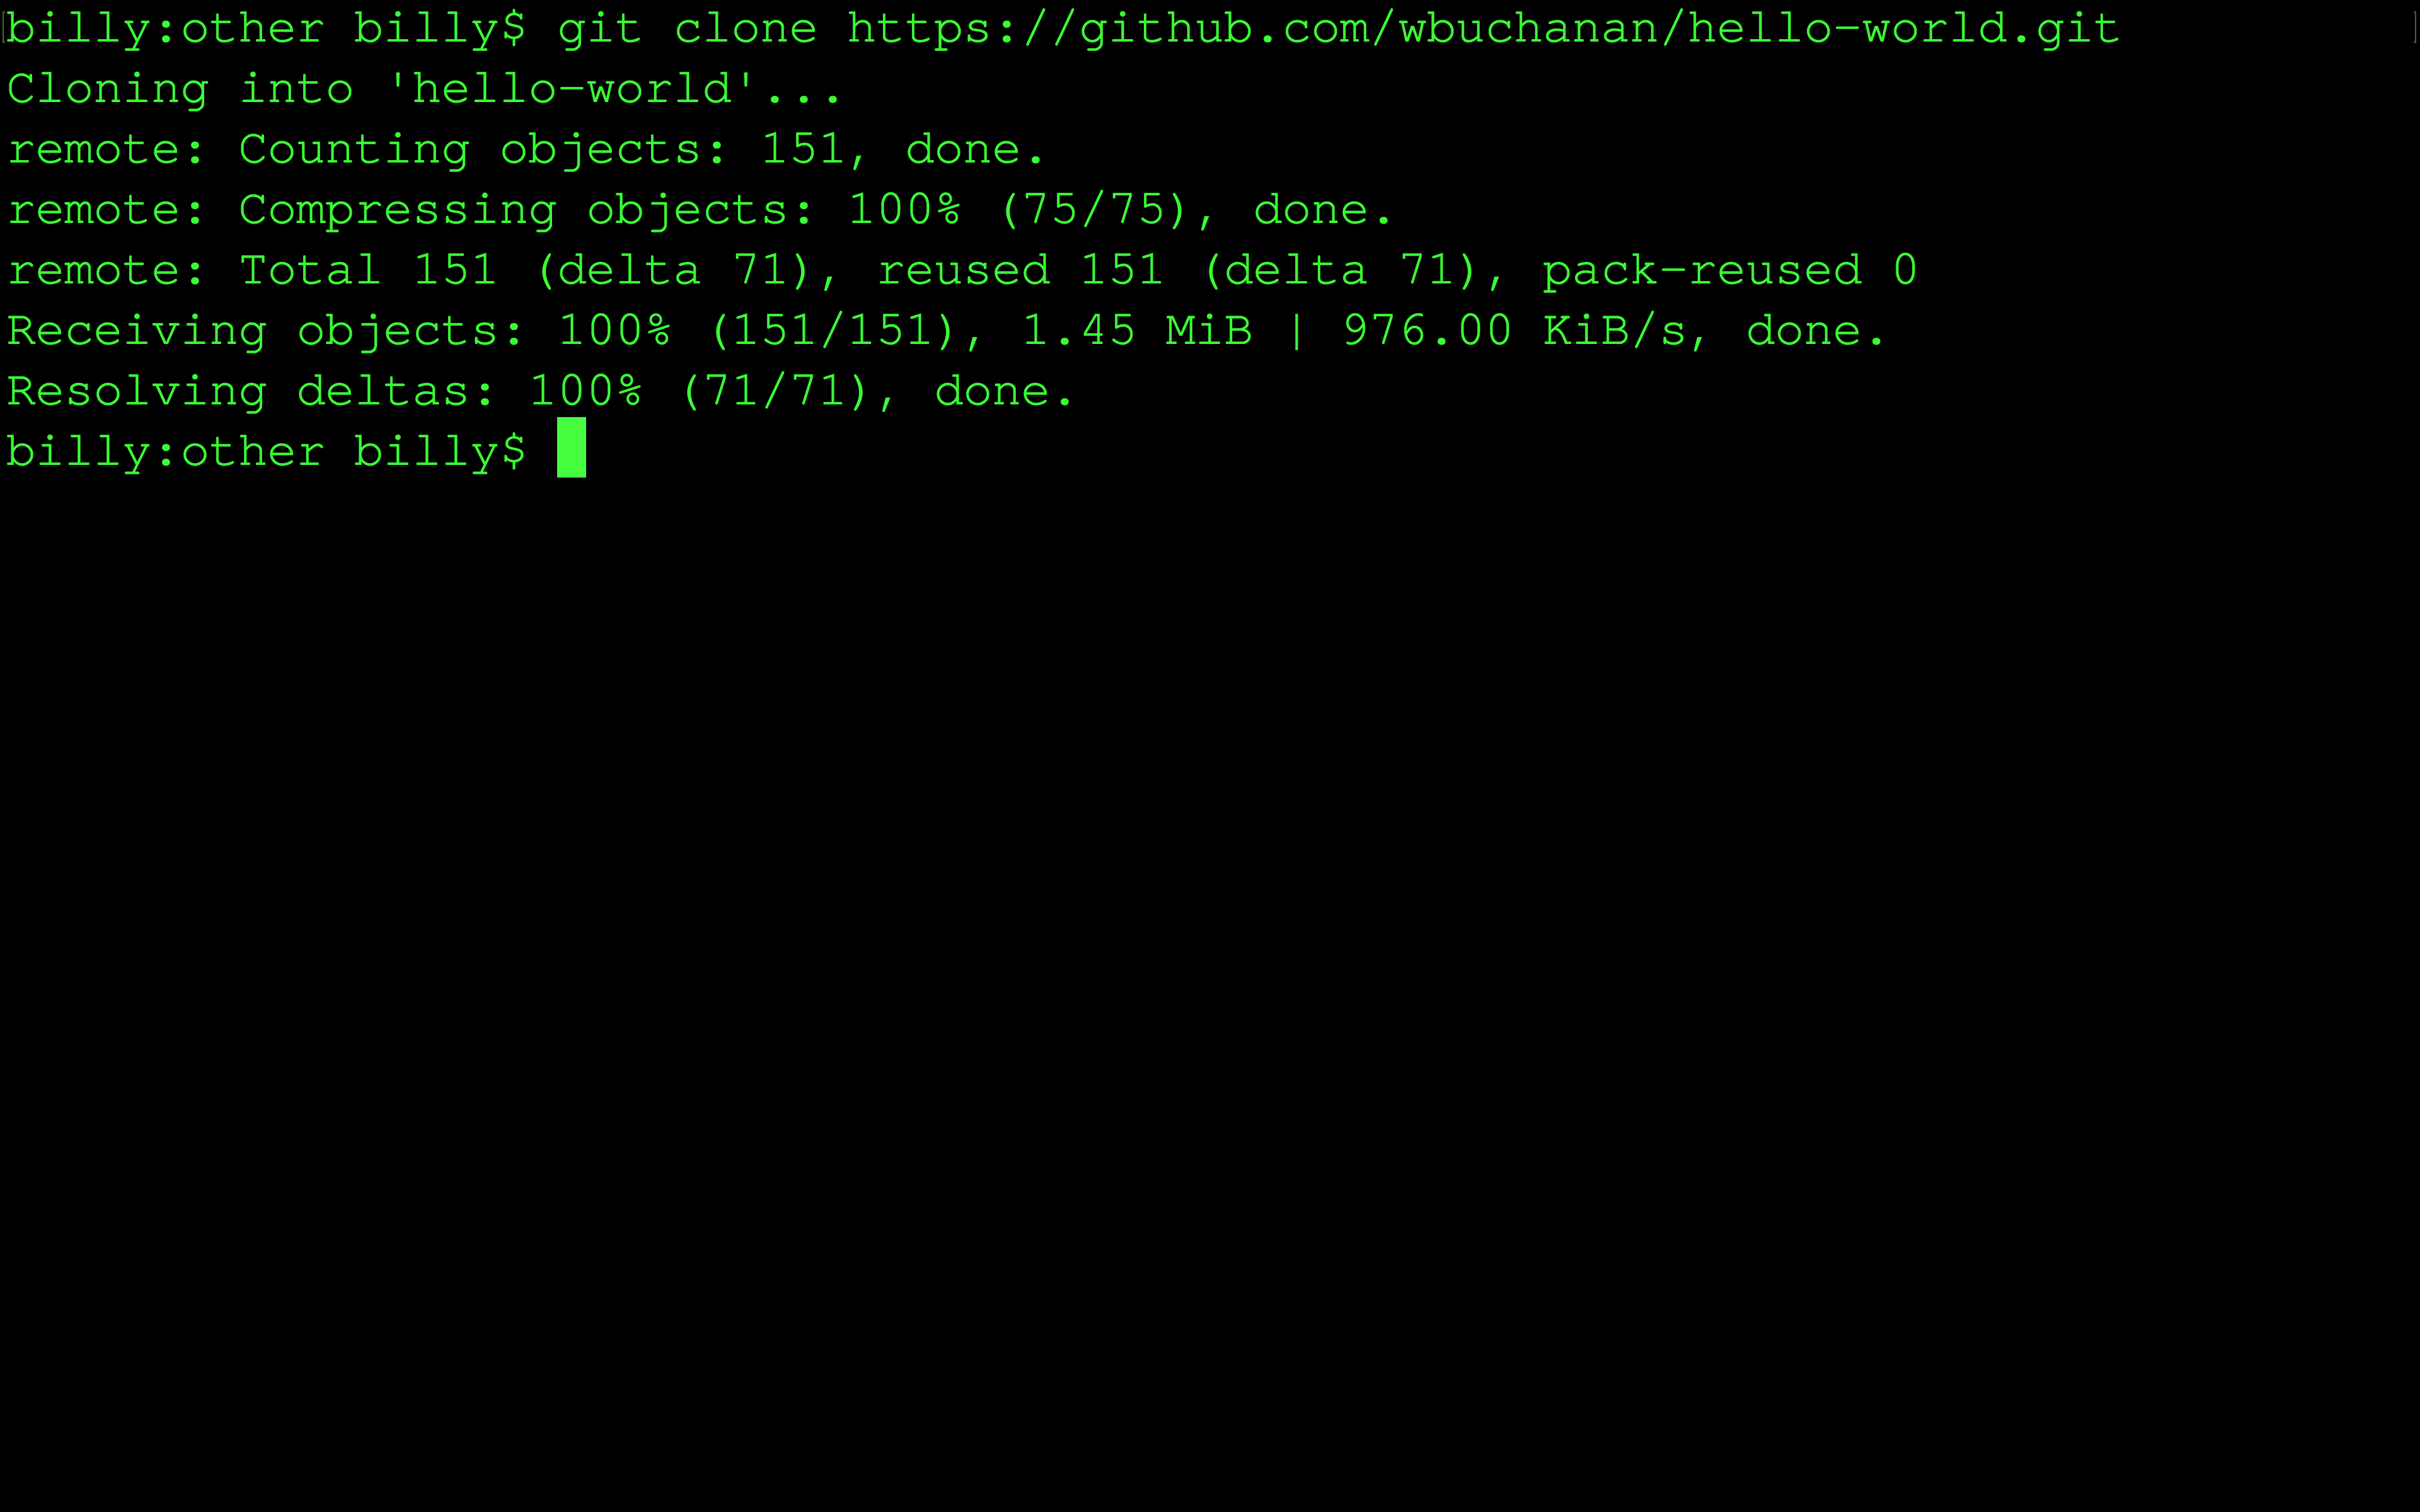 billy:other billy$ git clone https://github.com/wbuchanan/hello-world.git
Cloning into 'hello-world'...
remote: Counting objects: 151, done.
remote: Compressing objects: 100% (75/75), done.
remote: Total 151 (delta 71), reused 151 (delta 71), pack-reused 0
Receiving objects: 100% (151/151), 1.45 MiB | 976.00 KiB/s, done.
Resolving deltas: 100% (71/71), done.
billy:other billy$